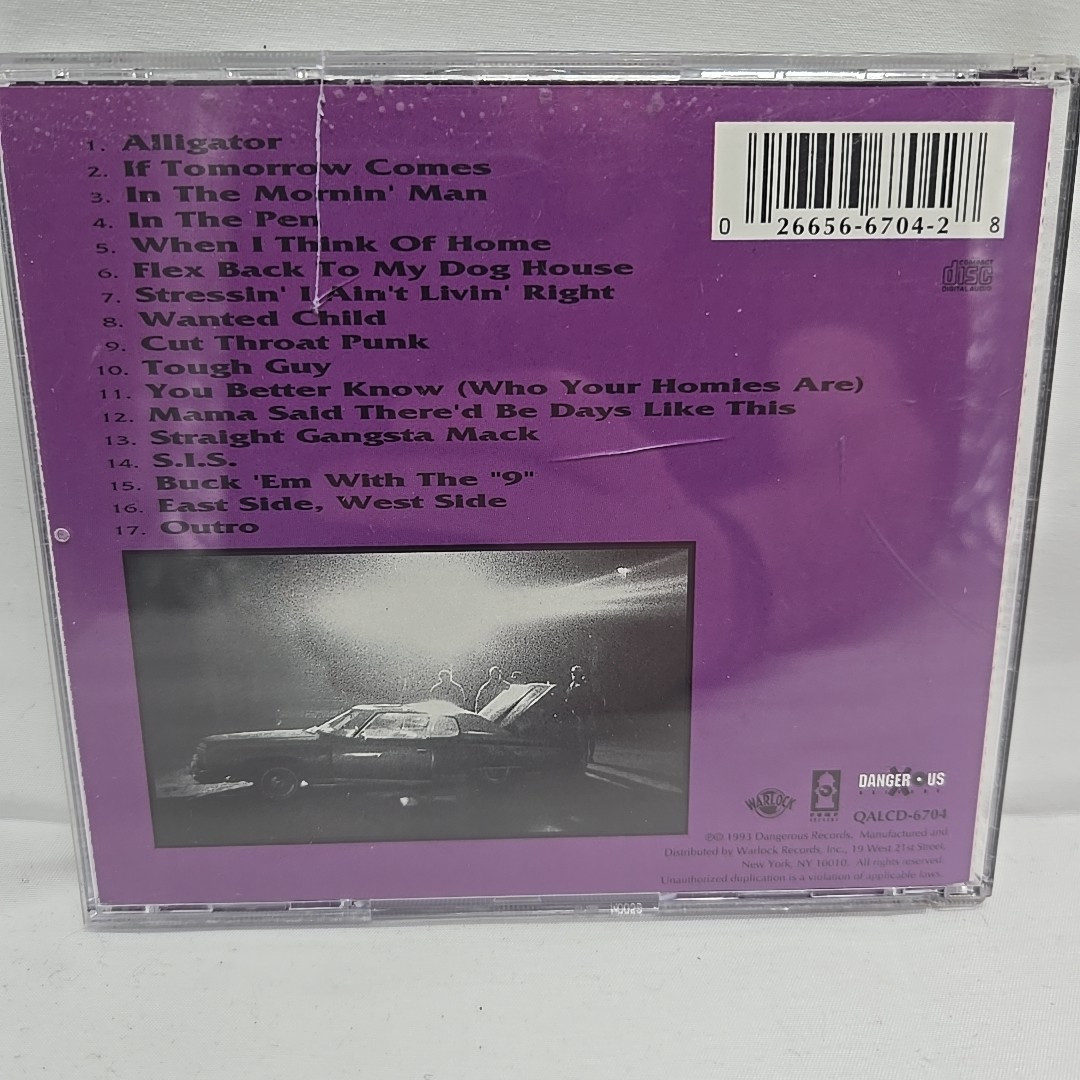 1. Alligator
2. If Tomorrow Comes
3. In The Mornin' Man
4. In The Pen
5. When I Think Of Home
6. Flex Back To My Dog House
7. Stressin' I Ain't Livin' Right
8. Wanted Child
9. Cut Throat Punk
10. Tough Guy
11. You Better Know (Who Your Homies Are)
12. Mama Said There'd Be Days Like This
13. Straight Gangsta Mack
14. S.I.S.
15. Buck 'Em With The "9"
16. East Side, West Side
17. Outro
0 26656-6704-2 8
COMPACT
disc
DIGITAL AUDIO
WARLOCK
DANGEROUS
RECORDS
QALCD-6704
℗© 1993 Dangerous Records. Manufactured and
Distributed by Warlock Records, Inc., 19 West 21st Street,
New York, NY 10010. All rights reserved.
Unauthorized duplication is a violation of applicable laws.